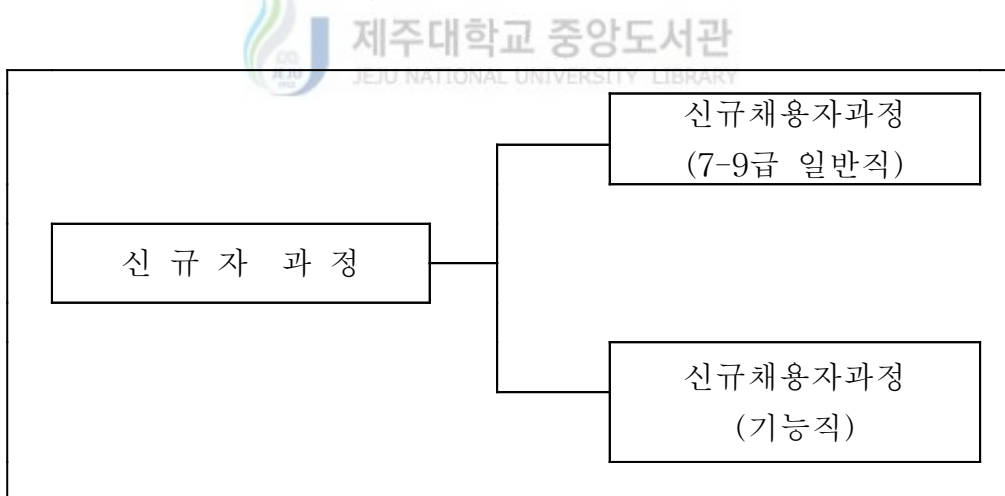 제주대학교 중앙도서관
JEJU NATIONAL UNIVERSITY LIBRARY
신규채용자과정
(7-9급 일반직)
신 규 자 과 정
신규채용자과정
(기능직)